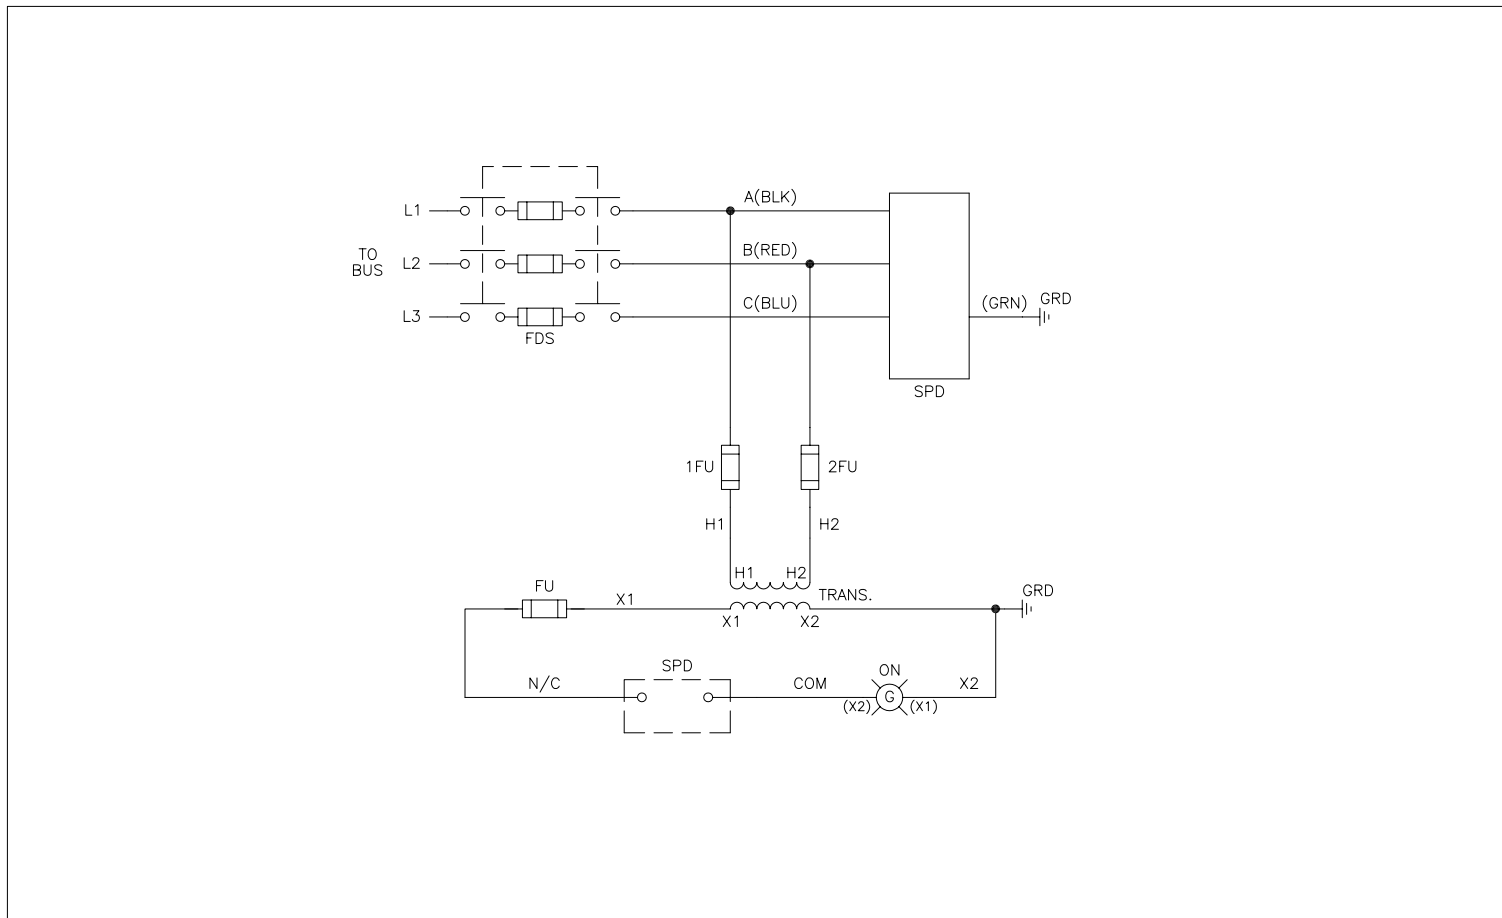 A(BLK)
L1
TO
BUS
L2
B(RED)
L3
C(BLU)
(GRN)
GRD
FDS
SPD
1FU
2FU
H1
H2
H1
H2
FU
X1
TRANS.
GRD
X1
X2
SPD
ON
N/C
COM
G
X2
(X2)
(X1)